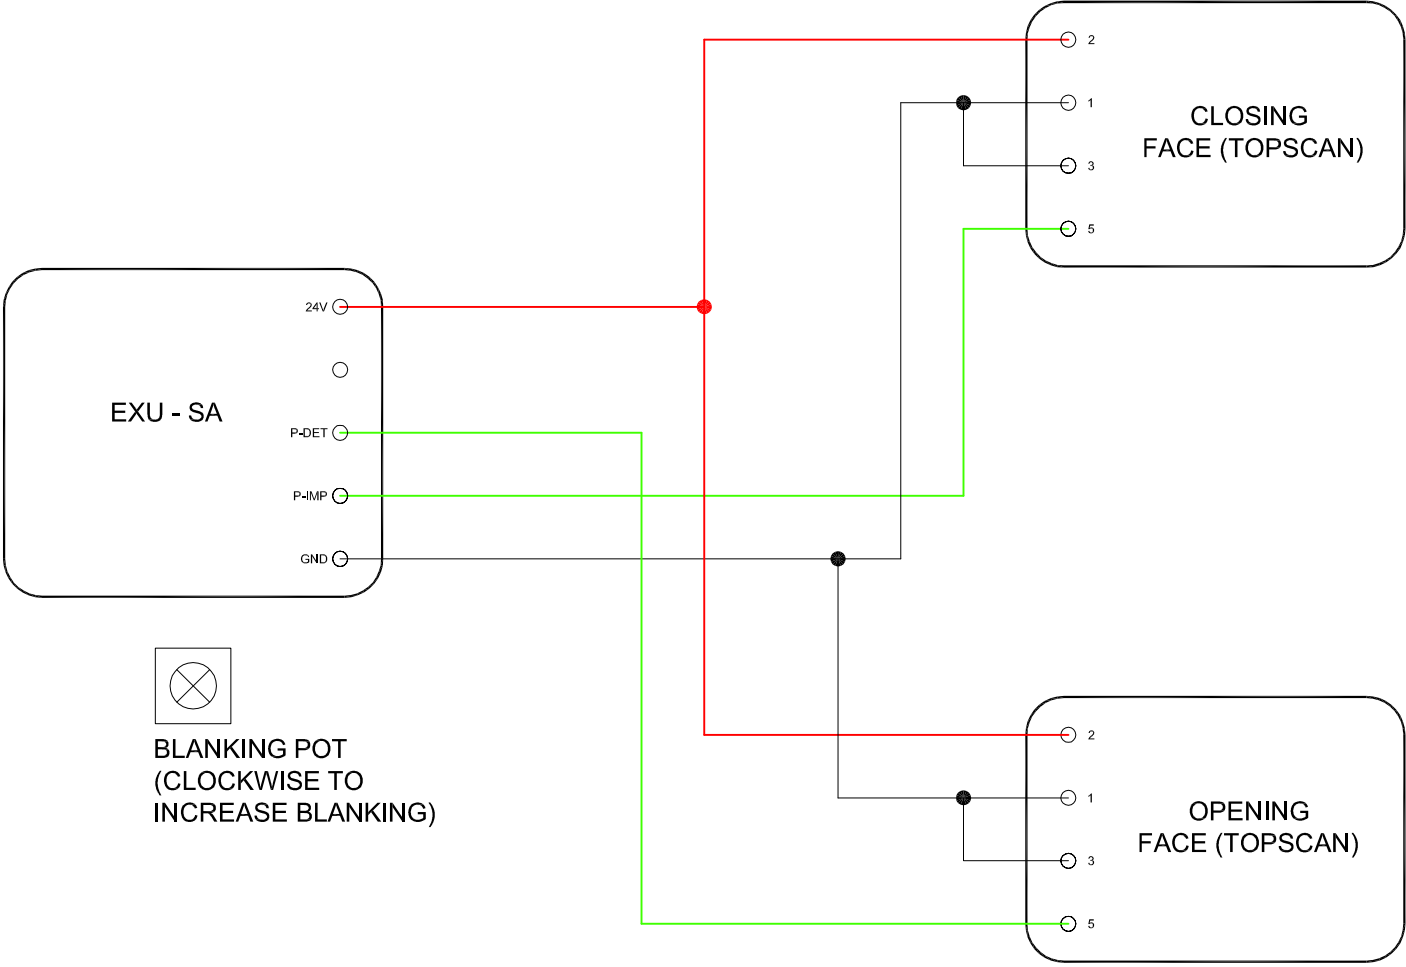 2
1
CLOSING
FACE (TOPSCAN)
3
5
24V
EXU - SA
P-DET
P-IMP
GND
BLANKING POT
(CLOCKWISE TO
INCREASE BLANKING)
2
1
OPENING
FACE (TOPSCAN)
3
5